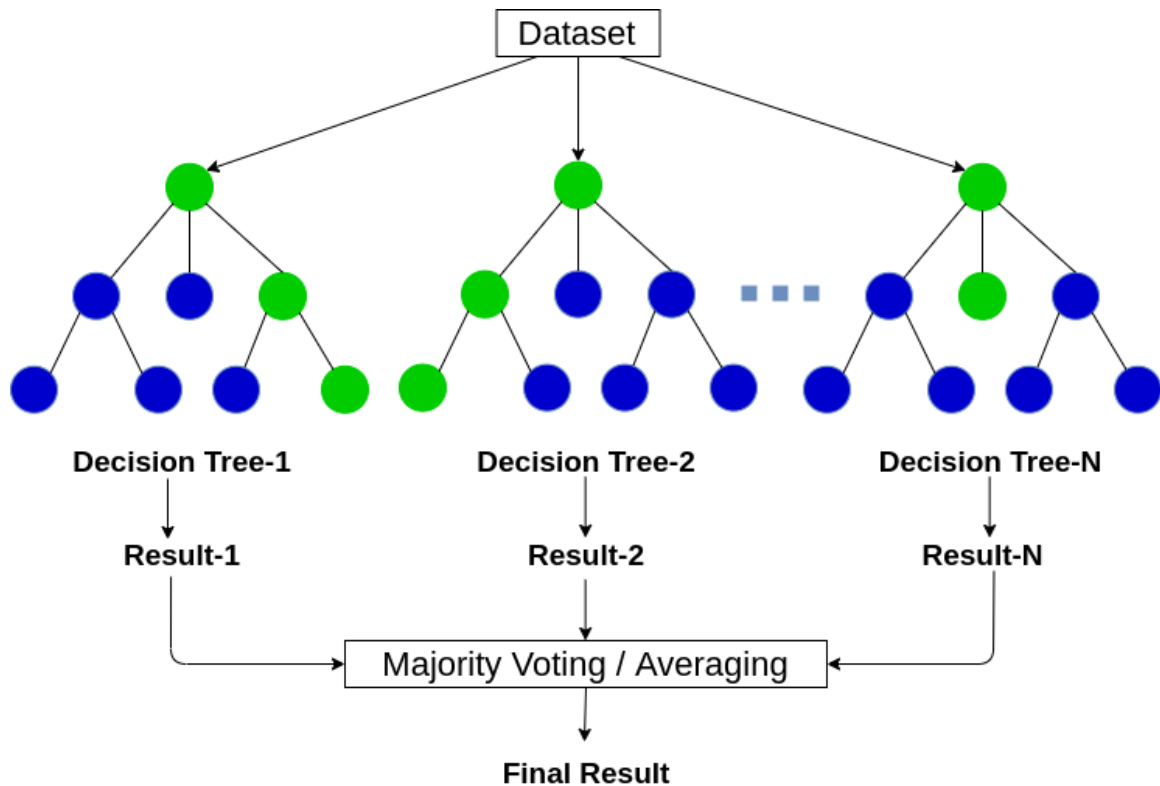 Dataset
Decision Tree-1
Decision Tree-2
Decision Tree-N
Result-1
Result-2
Result-N
Majority Voting / Averaging
Final Result